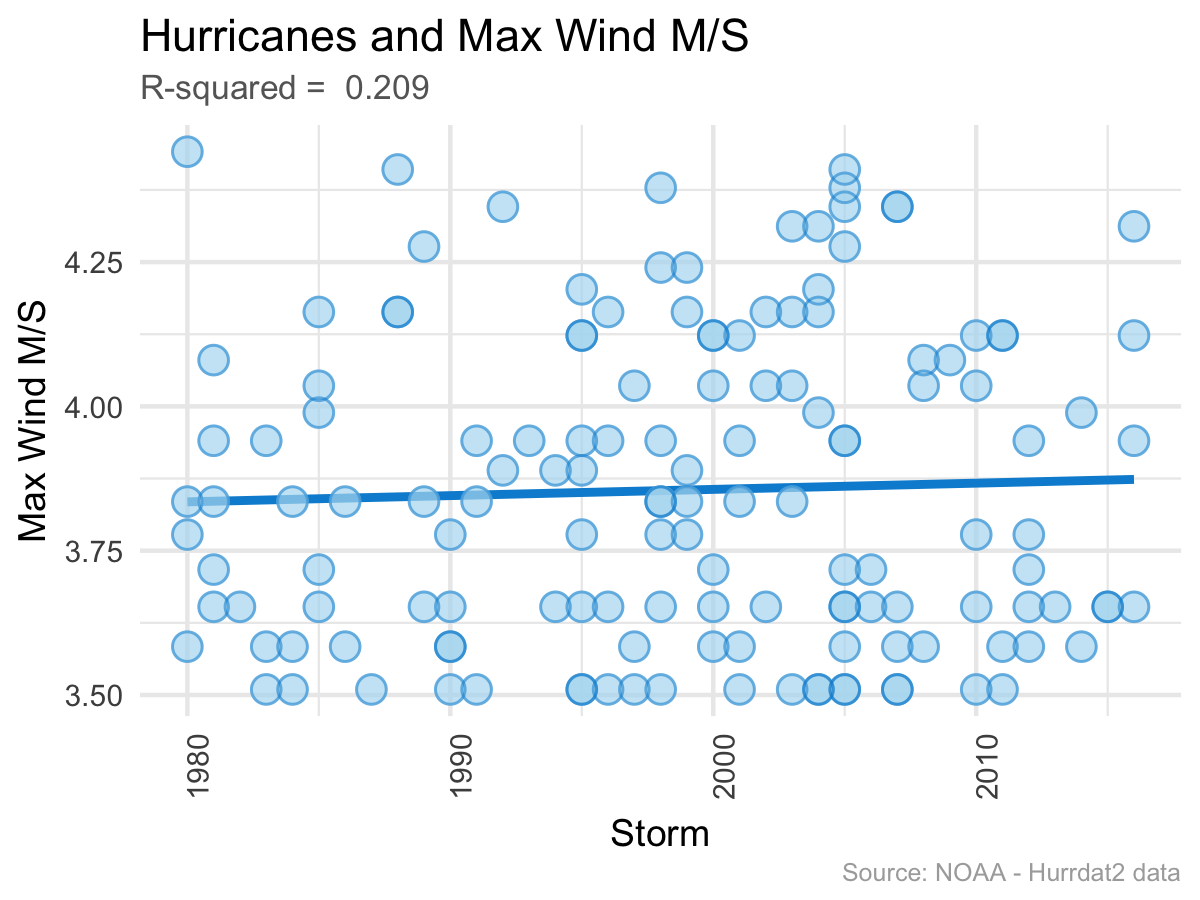 Hurricanes and Max Wind M/S
R-squared = 0.209
Max Wind M/S
4.25
4.00
3.75
3.50
1980
1990
2000
2010
Storm
Source: NOAA - Hurrdat2 data